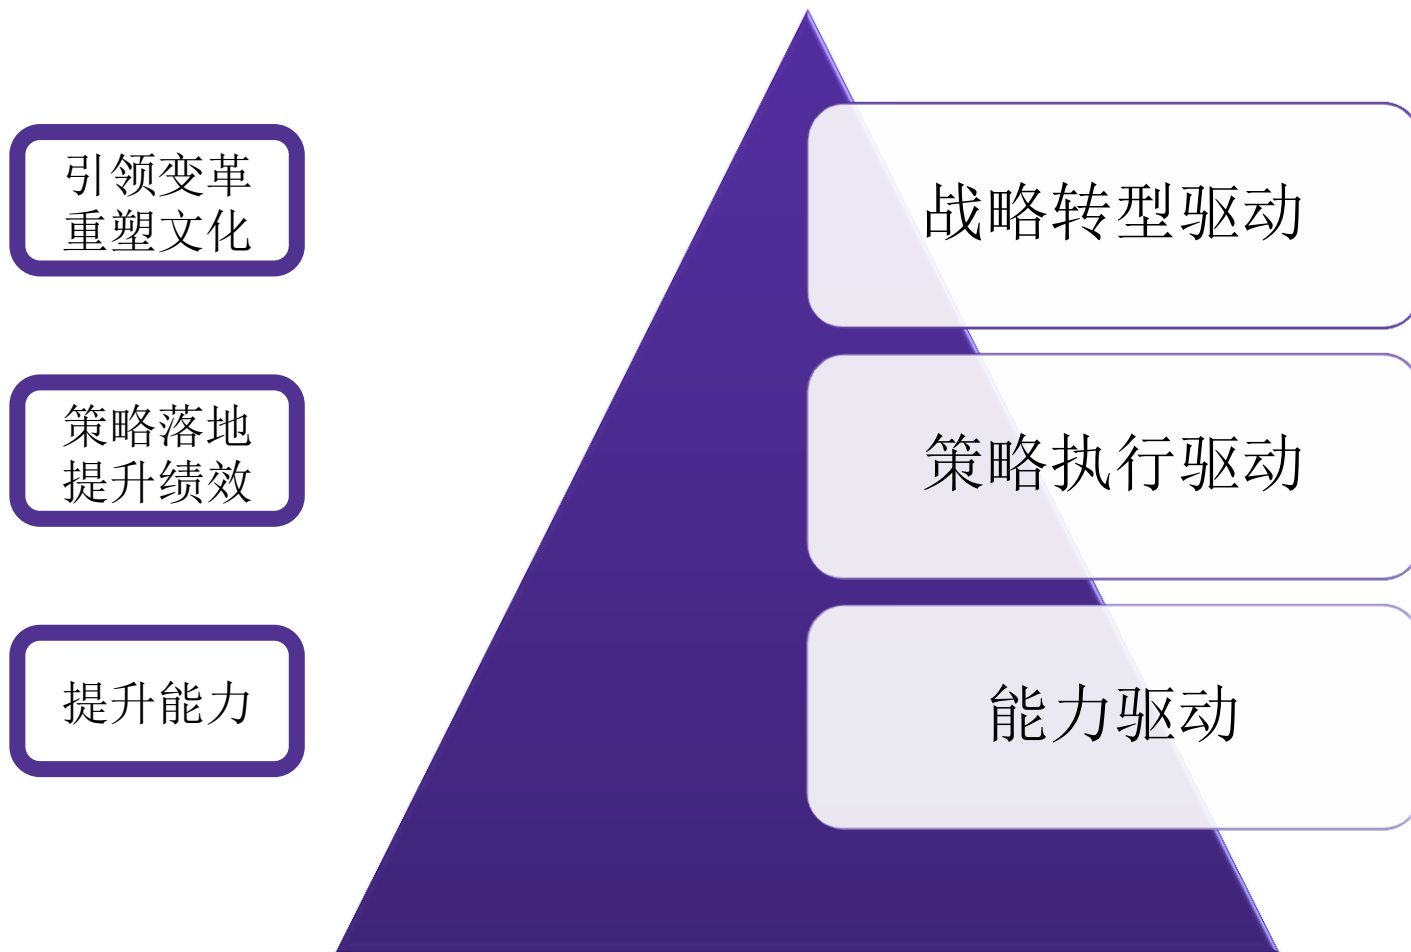 引领变革
重塑文化
战略转型驱动
策略落地
提升绩效
策略执行驱动
提升能力
能力驱动